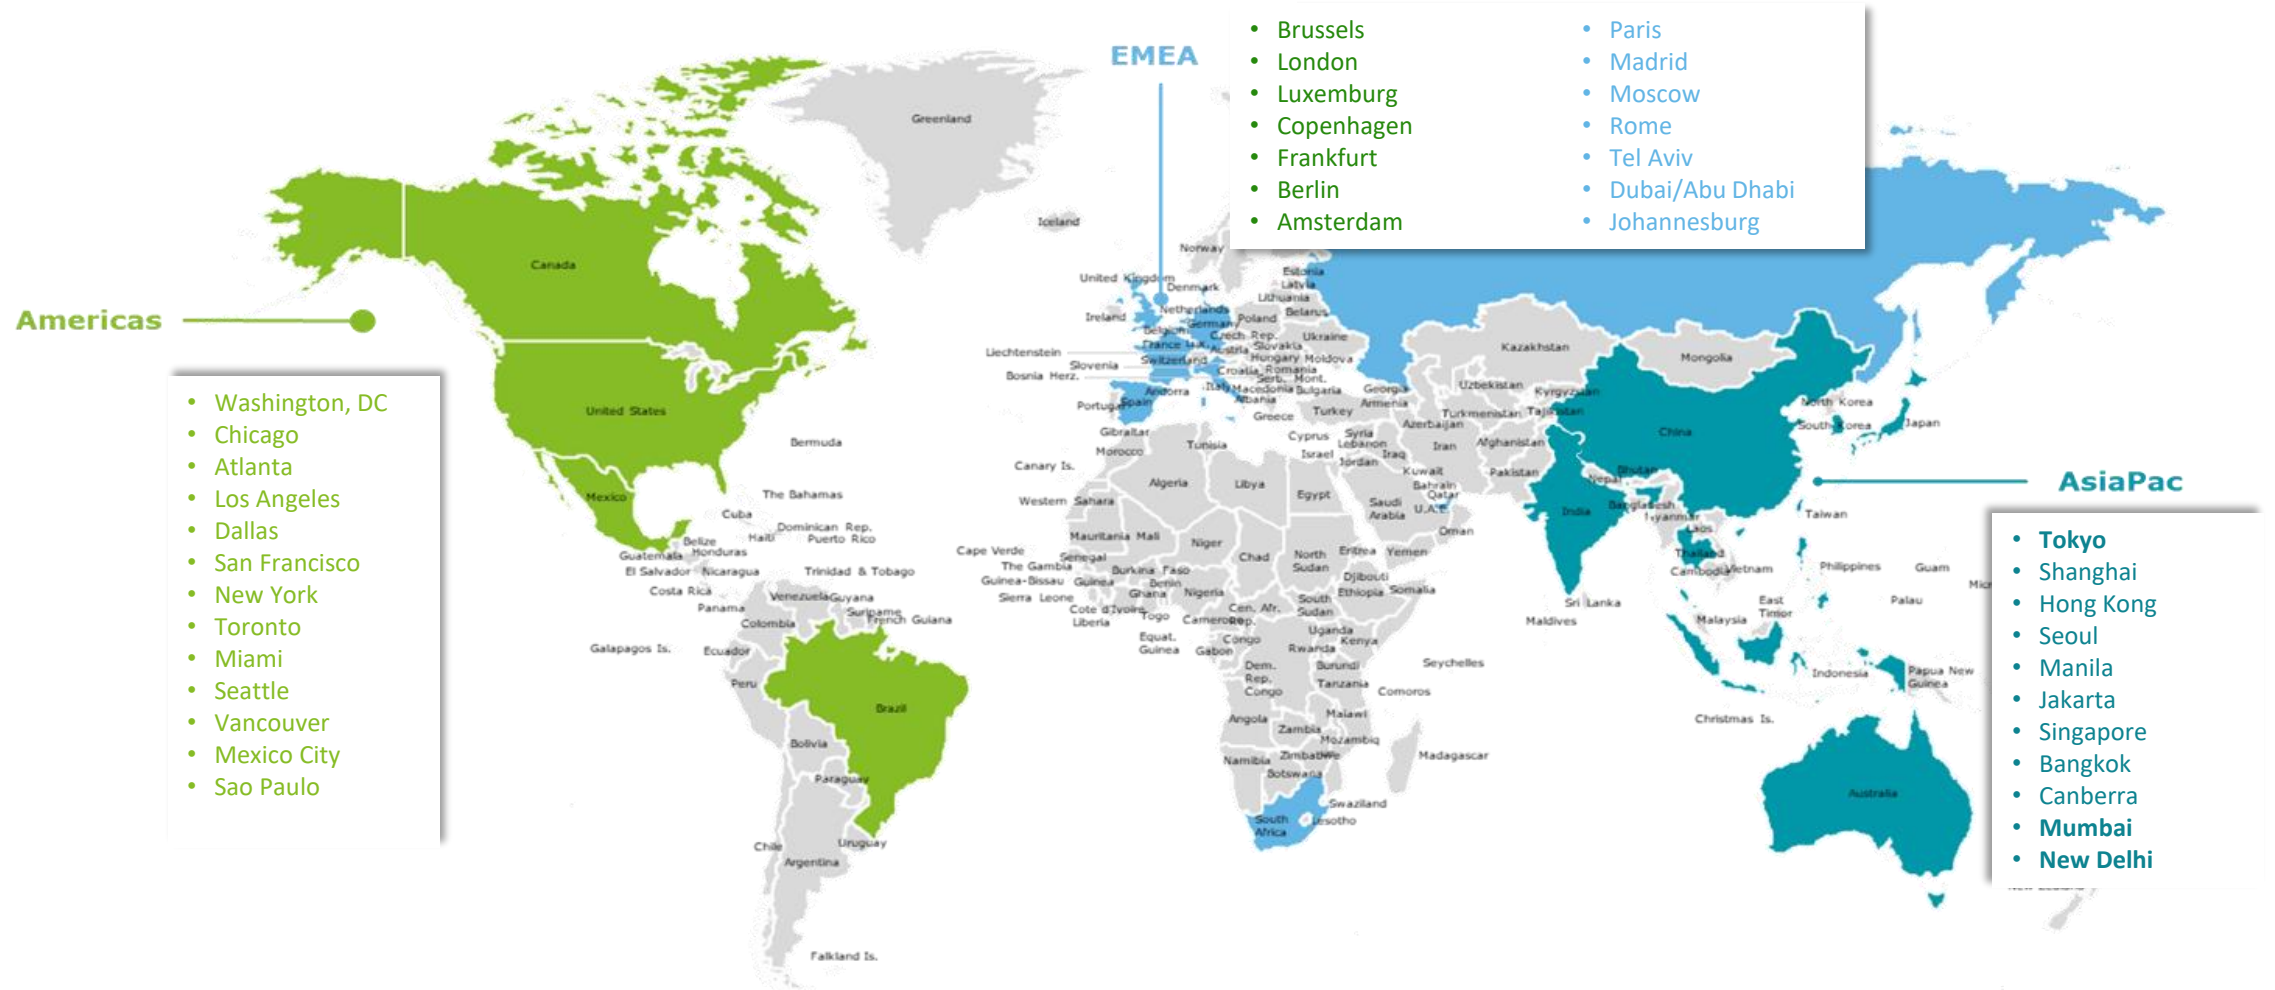 • Brussels
• London
• Luxemburg
• Copenhagen
• Frankfurt
• Berlin
• Amsterdam
• Paris
• Madrid
• Moscow
• Rome
• Tel Aviv
• Dubai/Abu Dhabi
• Johannesburg
EMEA
Americas
• Washington, DC
• Chicago
• Atlanta
• Los Angeles
• Dallas
• San Francisco
• New York
• Toronto
• Miami
• Seattle
• Vancouver
• Mexico City
• Sao Paulo
AsiaPac
• Tokyo
• Shanghai
• Hong Kong
• Seoul
• Manila
• Jakarta
• Singapore
• Bangkok
• Canberra
• Mumbai
• New Delhi
Greenland
Iceland
Canada
United States
Mexico
Bermuda
The Bahamas
Cuba
Dominican Rep.
Haiti
Puerto Rico
Belize
Guatemala
Honduras
El Salvador
Nicaragua
Trinidad & Tobago
Costa Rica
Panama
Venezuela
Guyana
Suriname
French Guiana
Colombia
Galapagos Is.
Ecuador
Peru
Brazil
Bolivia
Paraguay
Chile
Uruguay
Argentina
Falkland Is.
Norway
United Kingdom
Denmark
Estonia
Latvia
Lithuania
Ireland
Netherlands
Germany
Poland
Belarus
Belgium
Czech Rep.
Ukraine
France
Austria
Slovakia
Liechtenstein
Switzerland
Hungary
Moldova
Slovenia
Croatia
Romania
Bosnia Herz.
Serb. Mont.
Andorra
Italy
Macedonia
Bulgaria
Portugal
Spain
Albania
Greece
Turkey
Georgia
Armenia
Azerbaijan
Gibraltar
Morocco
Tunisia
Cyprus
Syria
Lebanon
Israel
Jordan
Iraq
Iran
Kuwait
Bahrain
Qatar
U.A.E.
Saudi
Arabia
Oman
Yemen
Canary Is.
Western Sahara
Algeria
Libya
Egypt
Mauritania
Mali
Niger
Chad
North
Sudan
Eritrea
Cape Verde
Senegal
The Gambia
Guinea-Bissau
Guinea
Burkina Faso
Benin
Ghana
Nigeria
Djibouti
Ethiopia
Somalia
Sierra Leone
Cote d'Ivoire
Liberia
Togo
Cameroon
Cen. Afr.
Rep.
South
Sudan
Equat.
Guinea
Gabon
Congo
Uganda
Kenya
Rwanda
Burundi
Dem.
Rep.
Congo
Tanzania
Seychelles
Comoros
Angola
Zambia
Malawi
Mozambiq
Namibia
Zimbabwe
Botswana
Madagascar
Swaziland
South
Africa
Lesotho
Kazakhstan
Mongolia
Uzbekistan
Kyrgyzstan
Turkmenistan
Tajikistan
Afghanistan
Pakistan
China
North Korea
South Korea
Japan
Nepal
Bhutan
India
Bangladesh
Myanmar
Laos
Thailand
Cambodia
Vietnam
Taiwan
Philippines
Guam
Palau
Micr
Sri Lanka
Maldives
Malaysia
East
Timor
Indonesia
Papua New
Guinea
Christmas Is.
Australia